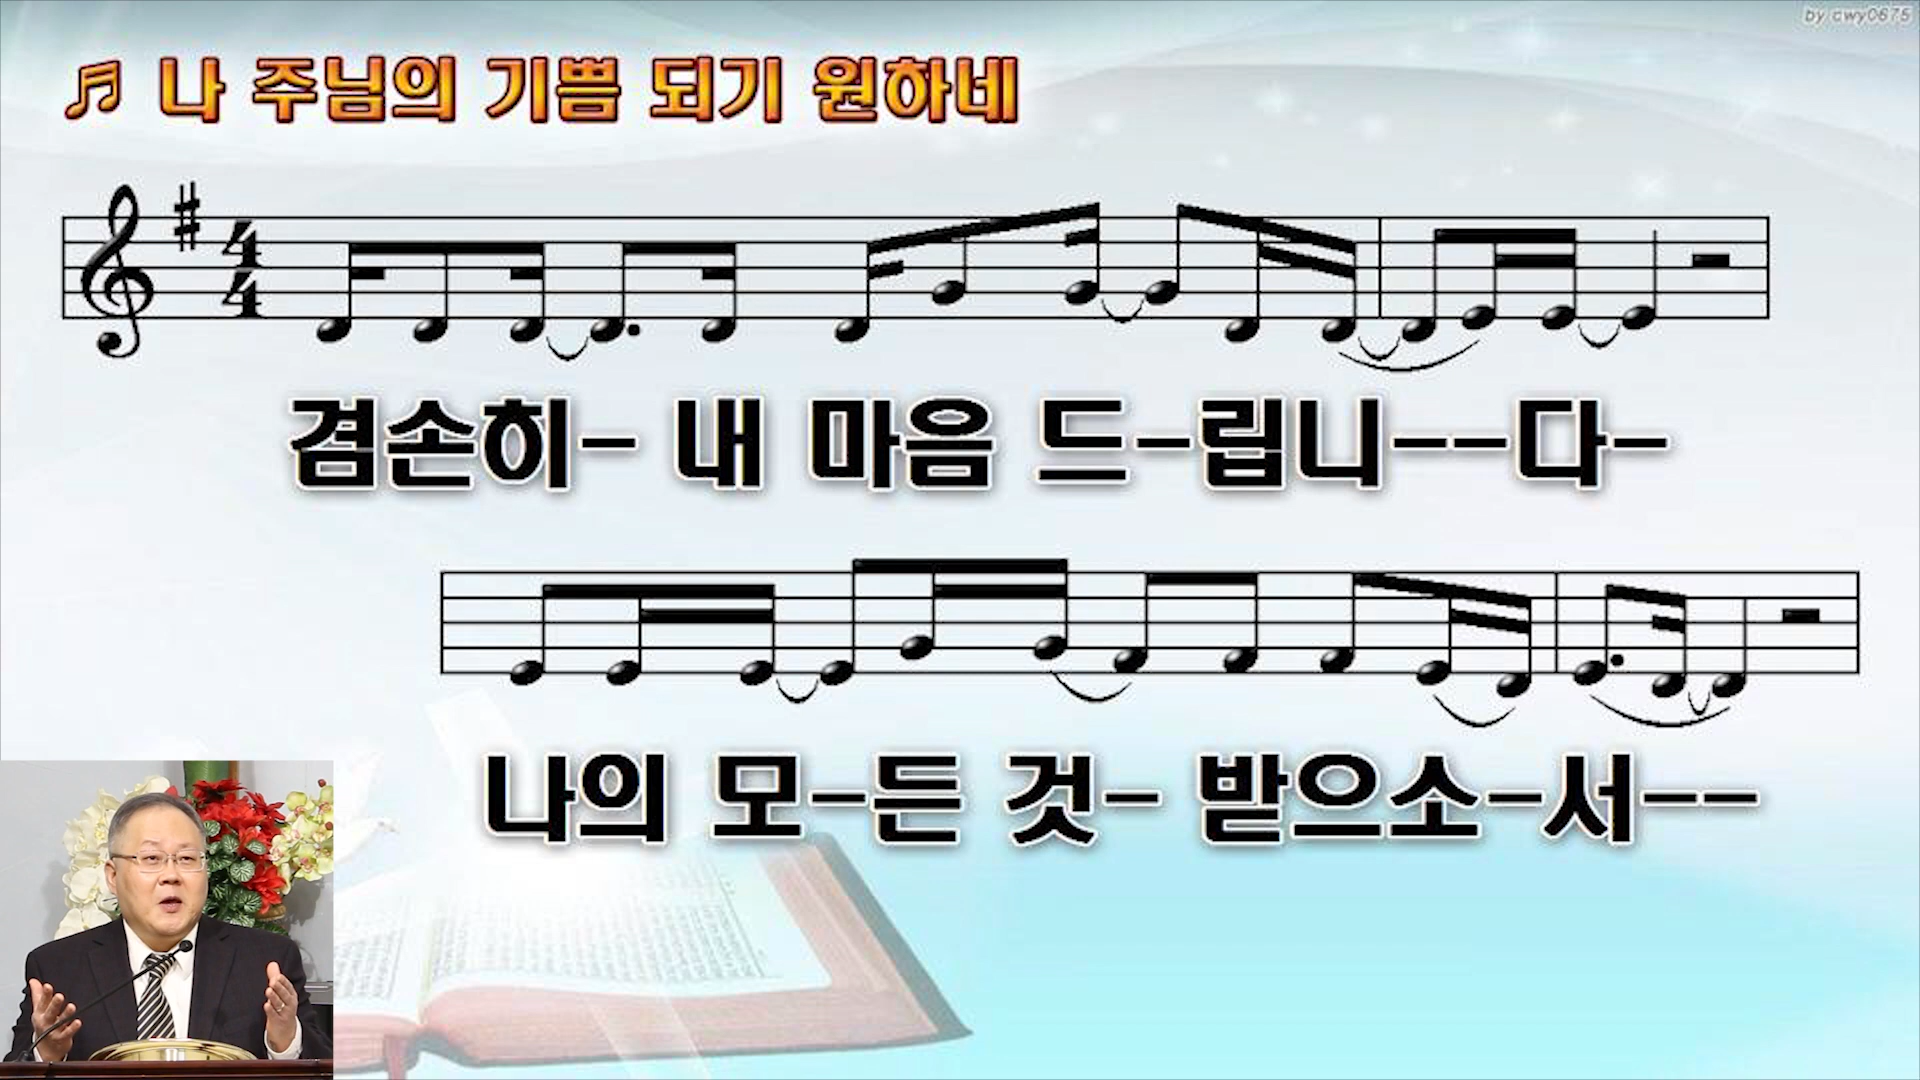 by cwy0675
나 주님의 기쁨 되기 원하네
겸손히- 내 마음 드-립니--다-
나의 모-든 것- 받으소-서--